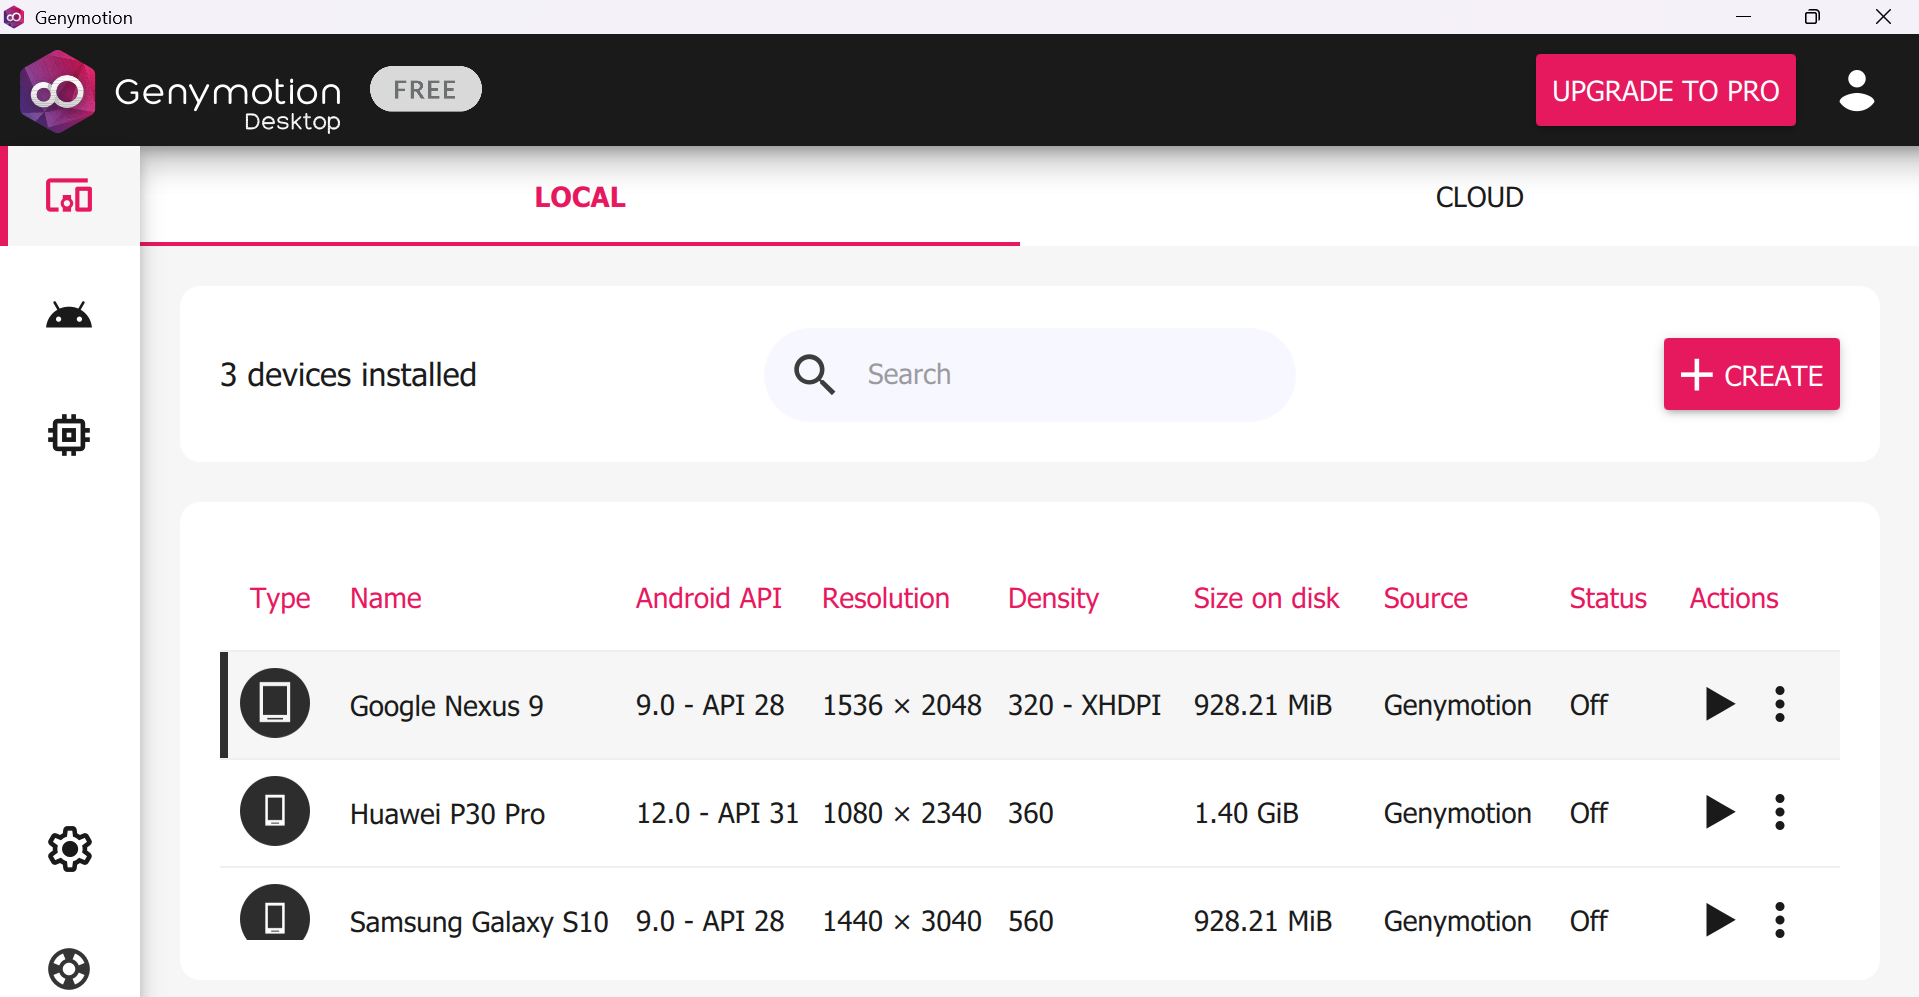 Genymotion
Genymotion
Desktop
FREE
UPGRADE TO PRO
LOCAL
CLOUD
3 devices installed
Search
CREATE
Type Name Android API Resolution Density Size on disk Source Status Actions
Google Nexus 9 9.0 - API 28 1536 × 2048 320 - XHDPI 928.21 MiB Genymotion Off
Huawei P30 Pro 12.0 - API 31 1080 × 2340 360 1.40 GiB Genymotion Off
Samsung Galaxy S10 9.0 - API 28 1440 × 3040 560 928.21 MiB Genymotion Off